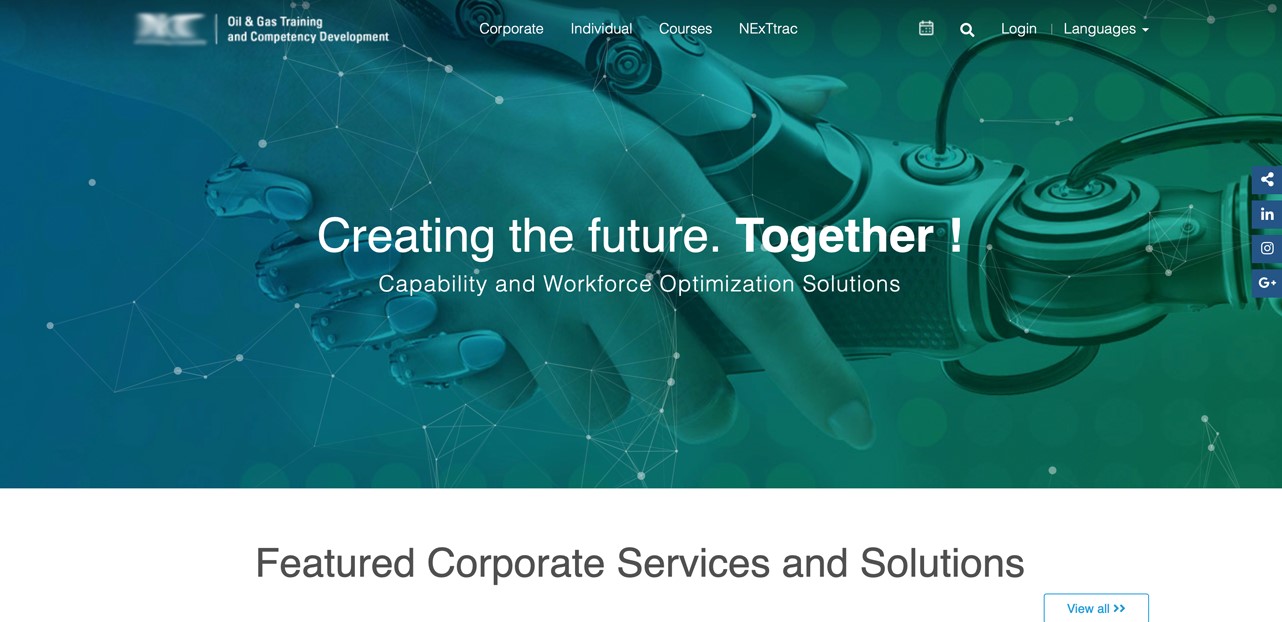 Oil & Gas Training
and Competency Development
Corporate
Individual
Courses
NExTtrac
Login
Languages
Creating the future. Together !
Capability and Workforce Optimization Solutions
in
G+
Featured Corporate Services and Solutions
View all